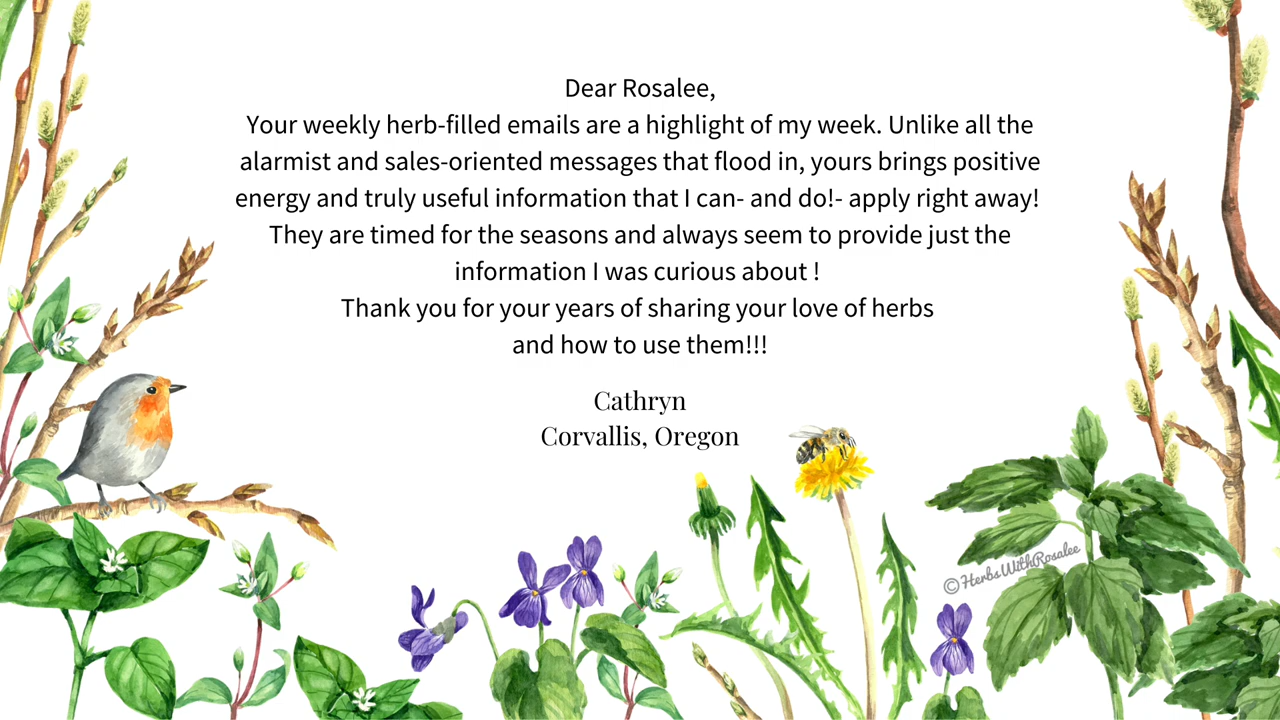 Dear Rosalee,
Your weekly herb-filled emails are a highlight of my week. Unlike all the
alarmist and sales-oriented messages that flood in, yours brings positive
energy and truly useful information that I can- and do!- apply right away!
They are timed for the seasons and always seem to provide just the
information I was curious about !
Thank you for your years of sharing your love of herbs
and how to use them!!!
Cathryn
Corvallis, Oregon
© HerbsWithRosalee